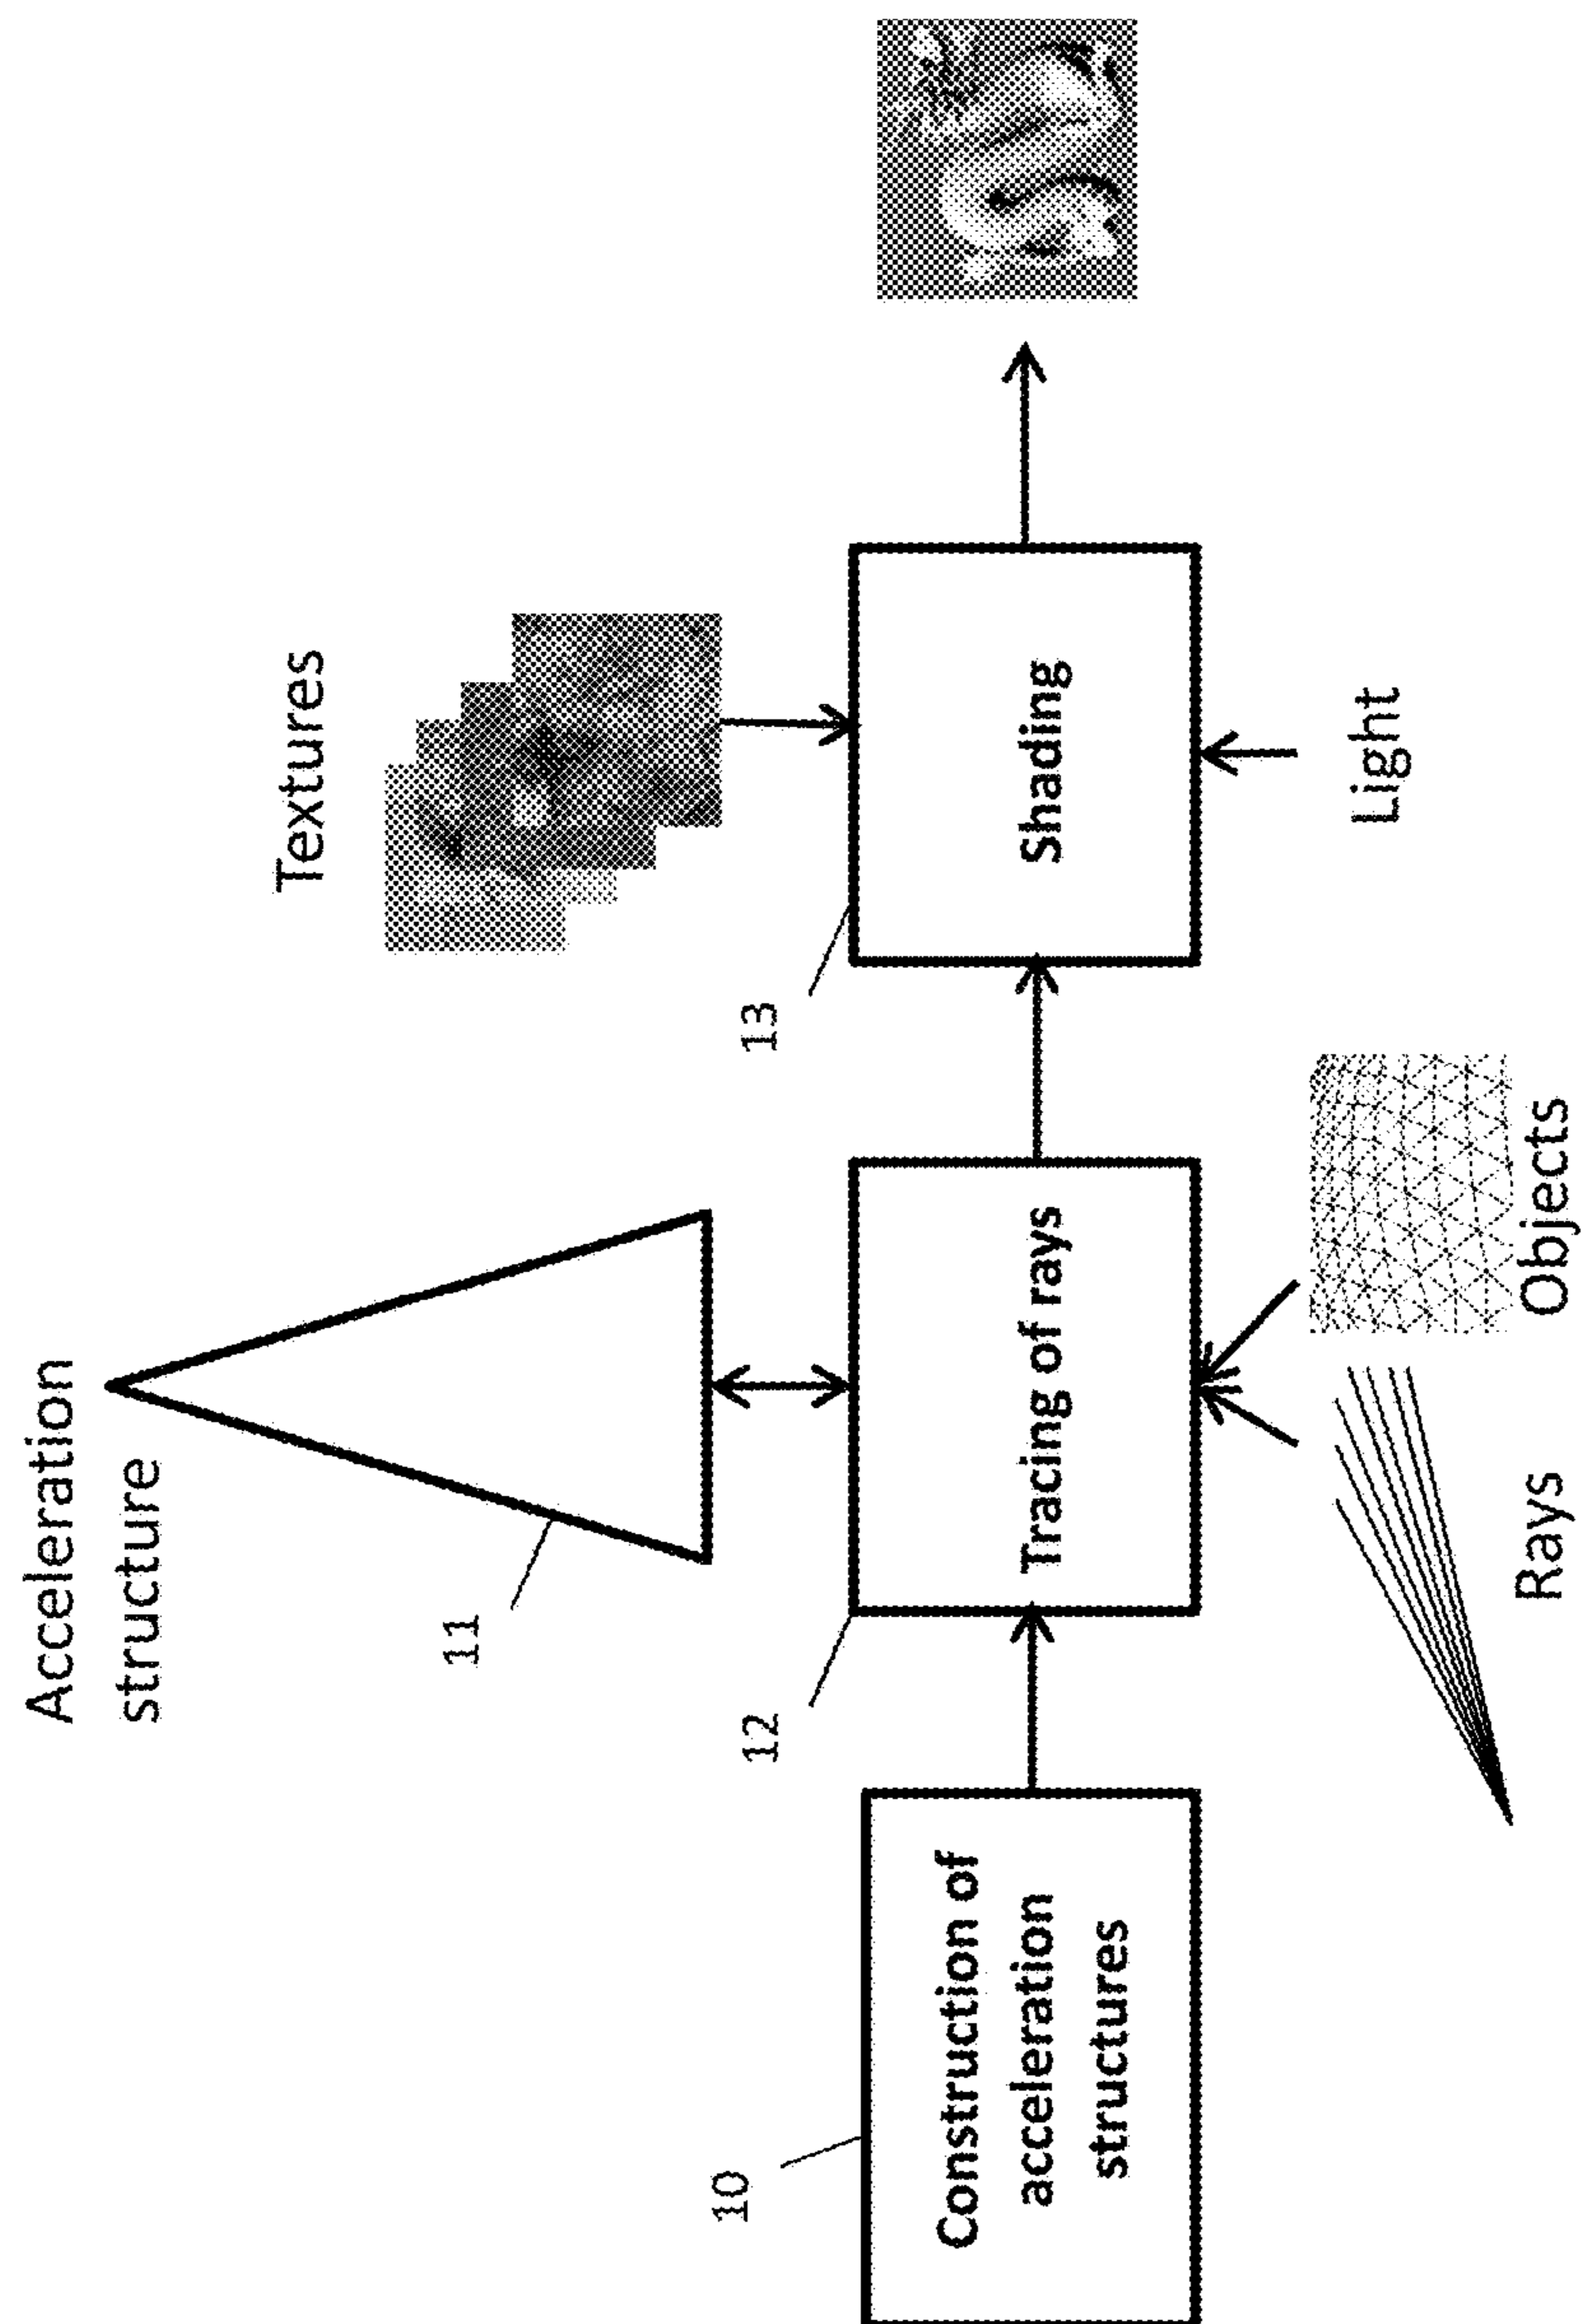 Acceleration
structure
Textures
11
10
12
13
Construction of
acceleration
structures
Tracing of rays
Shading
Rays
Objects
Light